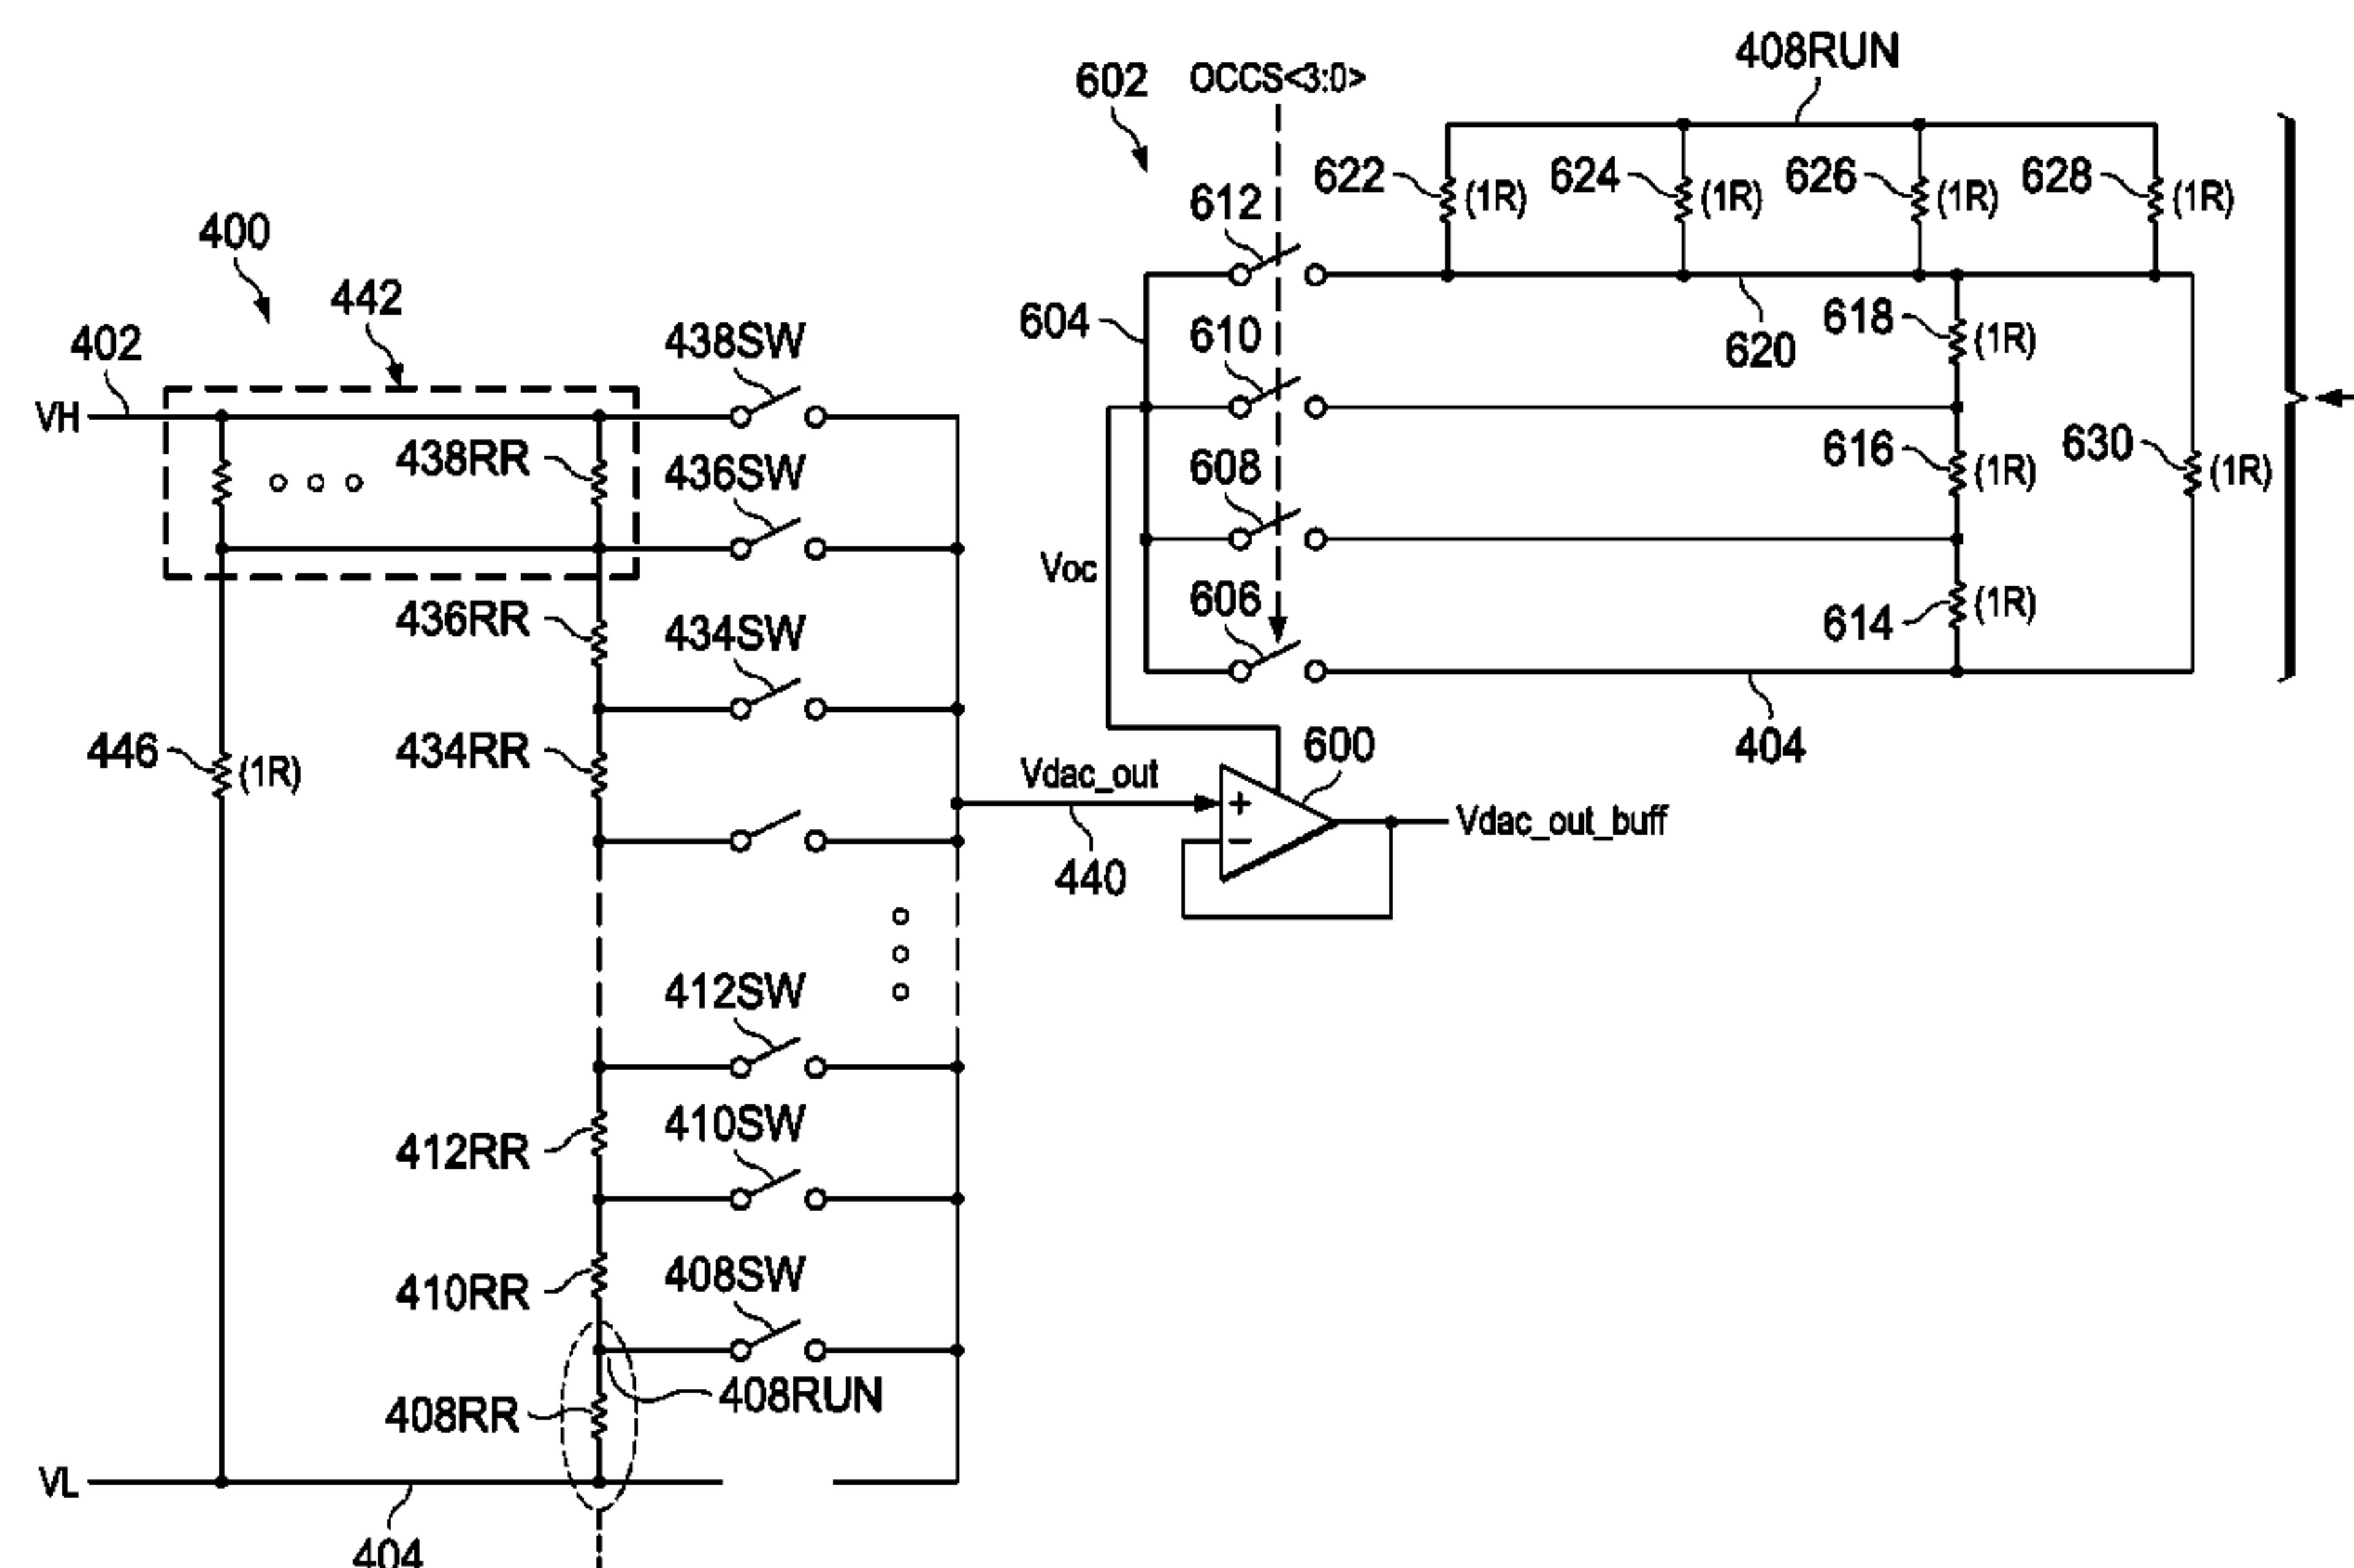 408RUN
602
OCCS<3:0>
622
(1R)
624
(1R)
626
(1R)
628
(1R)
612
400
442
604
610
618
(1R)
620
402
438SW
VH
438RR
436SW
608
616
(1R)
630
(1R)
Voc
606
614
(1R)
436RR
434SW
404
446
(1R)
434RR
Vdac_out
600
+
−
Vdac_out_buff
440
412SW
412RR
410SW
410RR
408SW
408RR
408RUN
VL
404